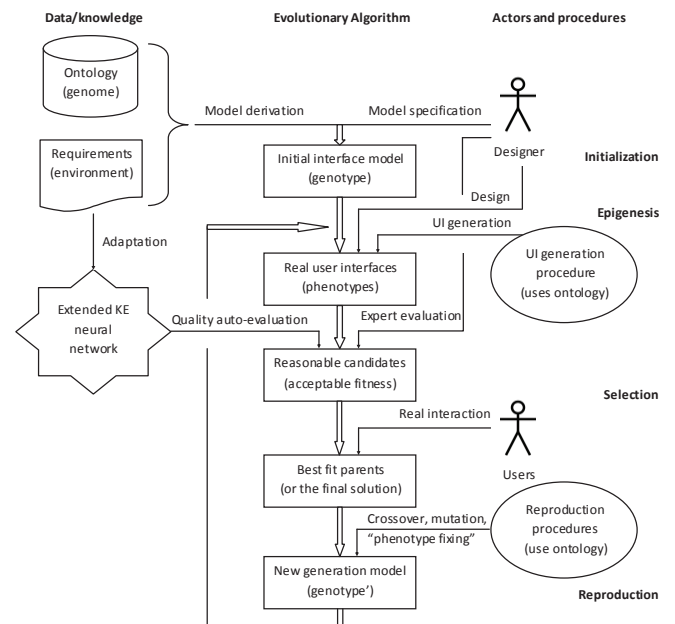 Data/knowledge
Evolutionary Algorithm
Actors and procedures
Ontology
(genome)
Model derivation
Model specification
Designer
Requirements
(environment)
Initial interface model
(genotype)
Initialization
Design
Epigenesis
UI generation
Adaptation
Real user interfaces
(phenotypes)
UI generation
procedure
(uses ontology)
Extended KE
neural
network
Quality auto-evaluation
Expert evaluation
Reasonable candidates
(acceptable fitness)
Selection
Real interaction
Users
Best fit parents
(or the final solution)
Crossover, mutation,
“phenotype fixing”
Reproduction
procedures
(use ontology)
New generation model
(genotype’)
Reproduction